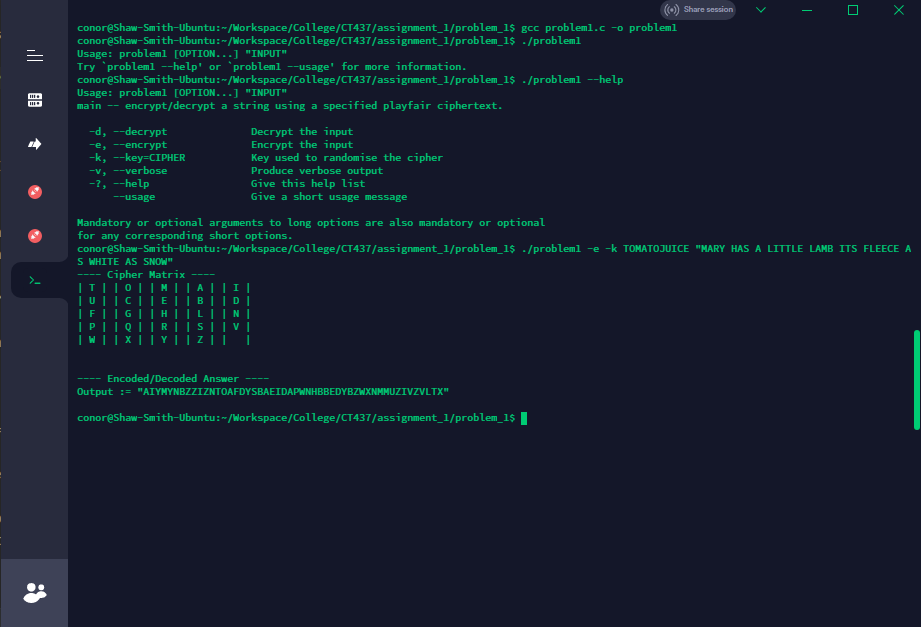 Share session
conor@Shaw-Smith-Ubuntu:~/Workspace/College/CT437/assignment_1/problem_1$ gcc problem1.c -o problem1
conor@Shaw-Smith-Ubuntu:~/Workspace/College/CT437/assignment_1/problem_1$ ./problem1
Usage: problem1 [OPTION...] "INPUT"
Try `problem1 --help' or `problem1 --usage' for more information.
conor@Shaw-Smith-Ubuntu:~/Workspace/College/CT437/assignment_1/problem_1$ ./problem1 --help
Usage: problem1 [OPTION...] "INPUT"
main -- encrypt/decrypt a string using a specified playfair ciphertext.
-d, --decrypt Decrypt the input
-e, --encrypt Encrypt the input
-k, --key=CIPHER Key used to randomise the cipher
-v, --verbose Produce verbose output
-?, --help Give this help list
--usage Give a short usage message
Mandatory or optional arguments to long options are also mandatory or optional
for any corresponding short options.
conor@Shaw-Smith-Ubuntu:~/Workspace/College/CT437/assignment_1/problem_1$ ./problem1 -e -k TOMATOJUICE "MARY HAS A LITTLE LAMB ITS FLEECE A
S WHITE AS SNOW"
---- Cipher Matrix ----
| T | | O | | M | | A | | I |
| U | | C | | E | | B | | D |
| F | | G | | H | | L | | N |
| P | | Q | | R | | S | | V |
| W | | X | | Y | | Z | |   |
---- Encoded/Decoded Answer ----
Output := "AIYMYNBZZIZNTOAFDYSBAEIDAPWNHBBEDYBZWXNMMUZIVZVLTX"
conor@Shaw-Smith-Ubuntu:~/Workspace/College/CT437/assignment_1/problem_1$